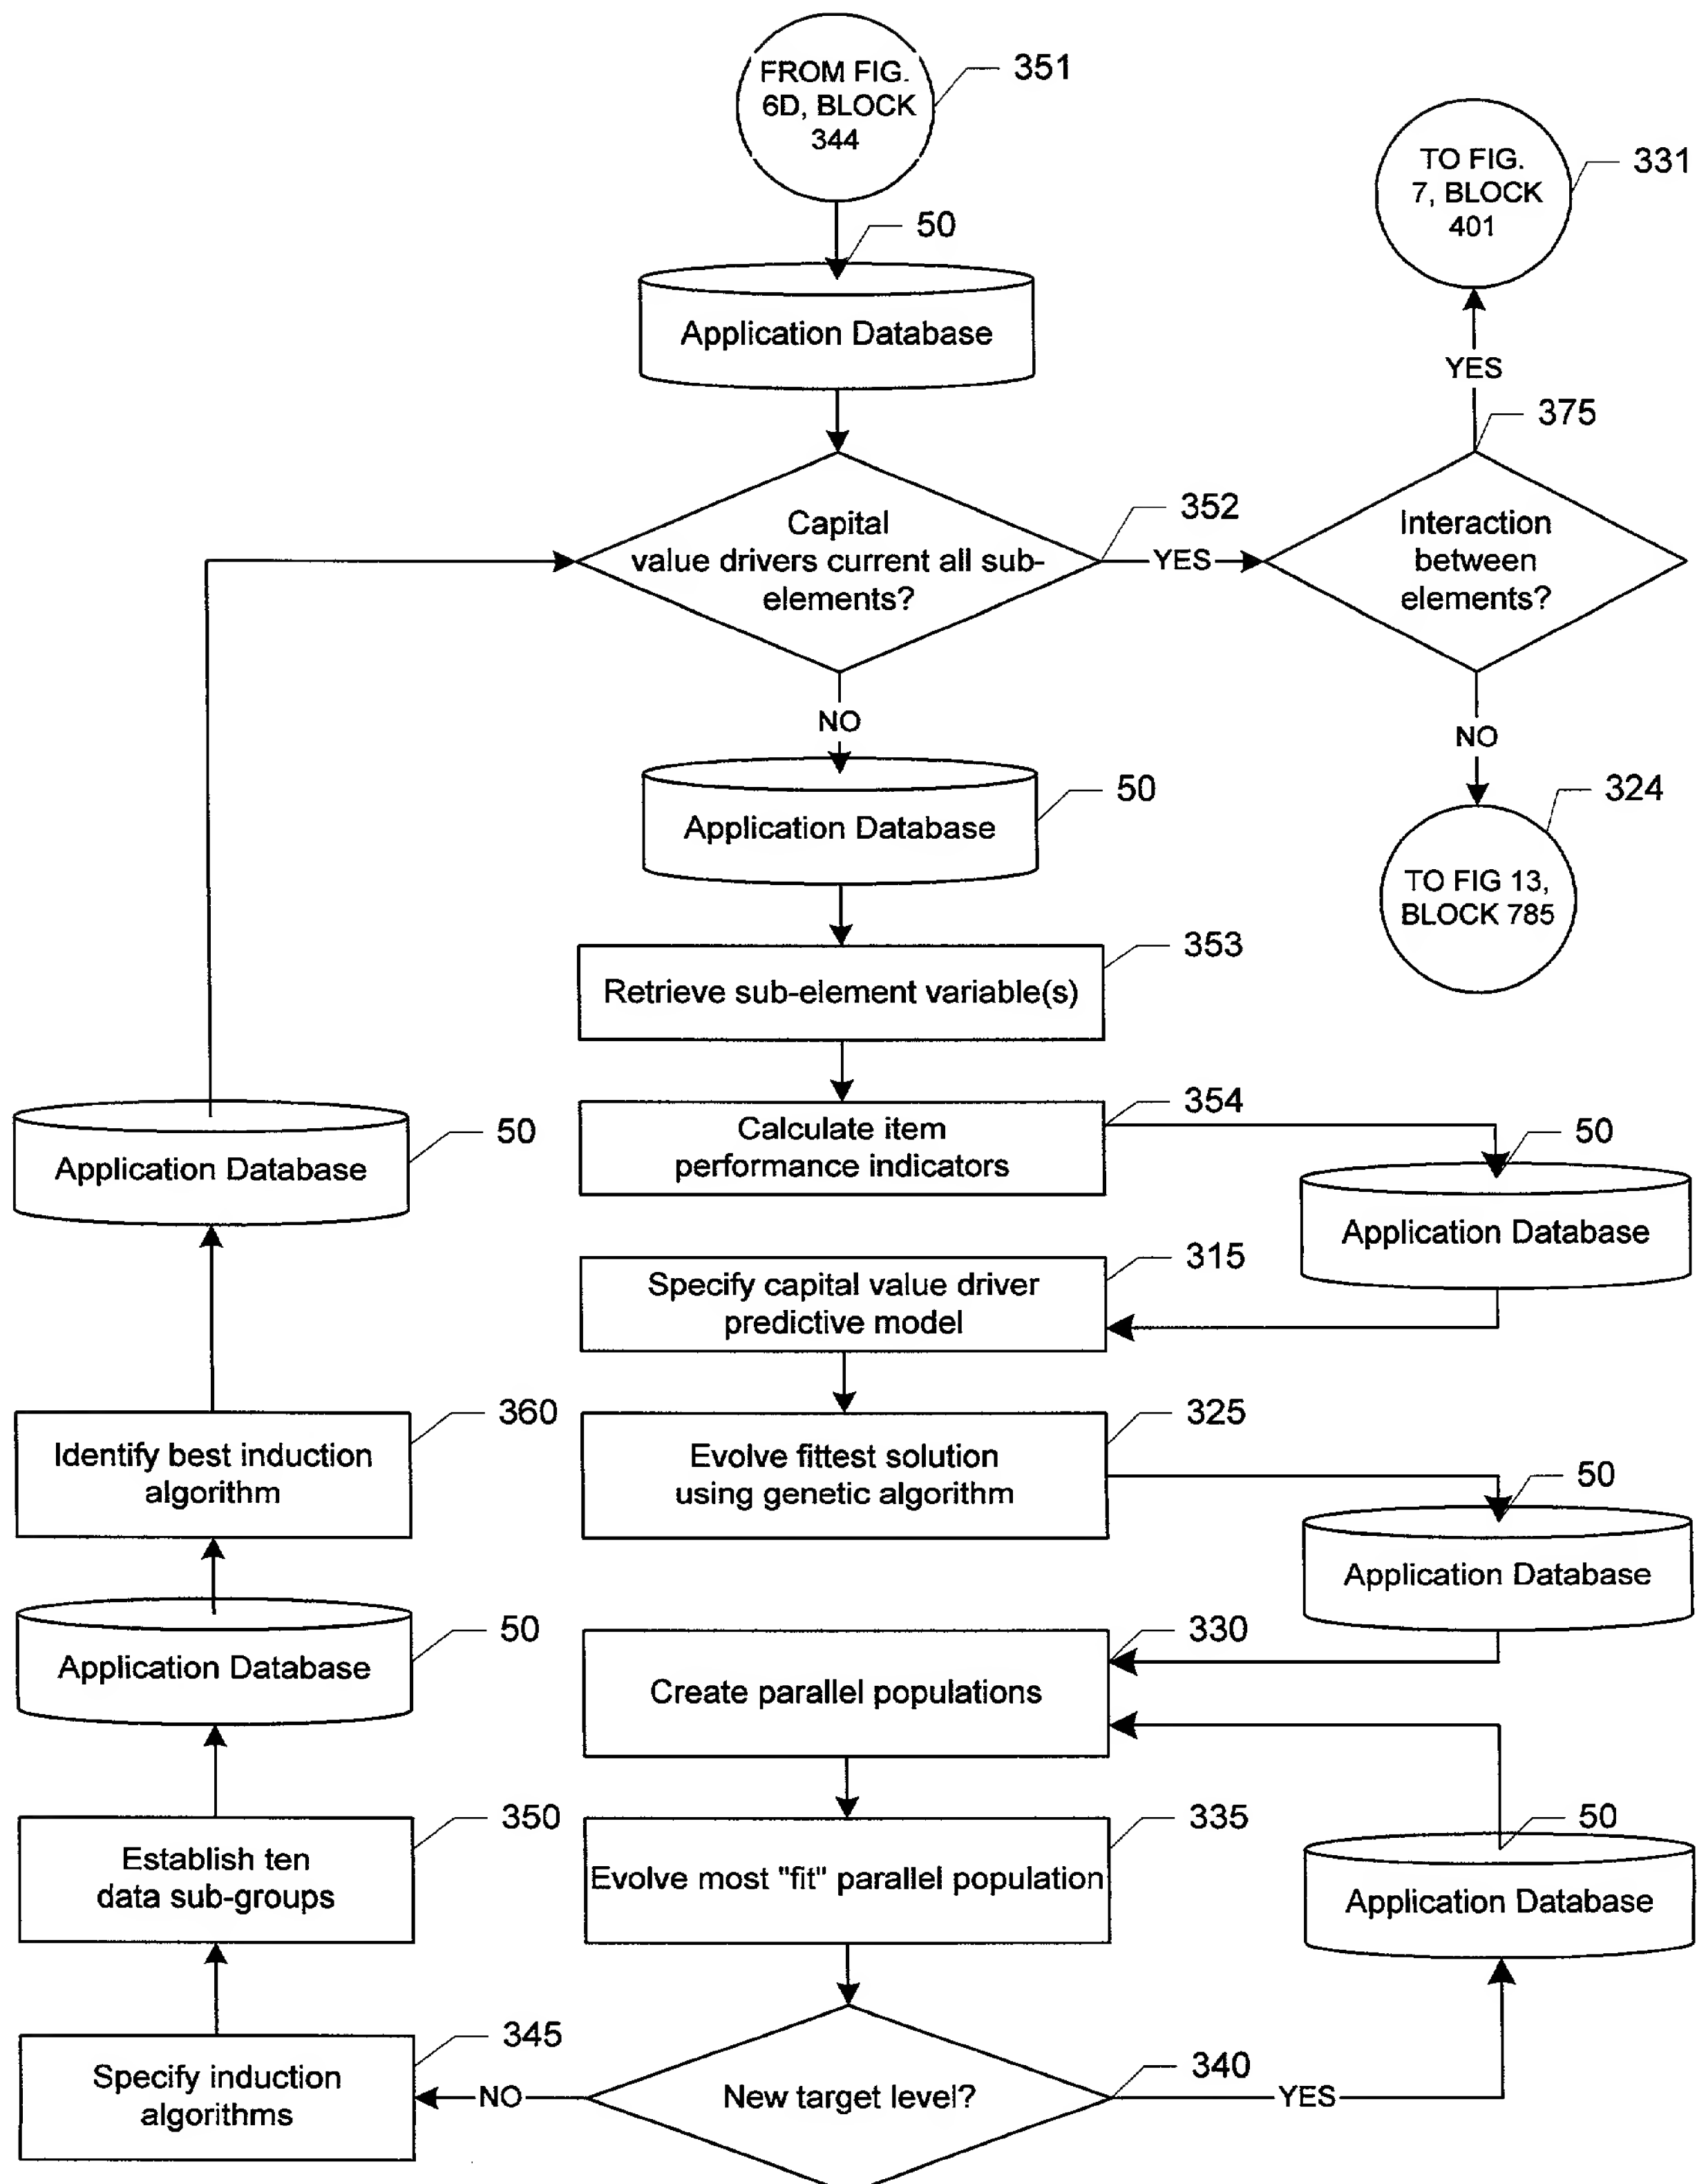 FROM FIG.
6D, BLOCK
344
351
TO FIG.
7, BLOCK
401
331
50
Application Database
YES
375
Capital
value drivers current all sub-
elements?
352
YES
Interaction
between
elements?
NO
NO
50
Application Database
324
TO FIG 13,
BLOCK 785
353
Retrieve sub-element variable(s)
354
Calculate item
performance indicators
50
Application Database
50
Application Database
315
Specify capital value driver
predictive model
360
Identify best induction
algorithm
325
Evolve fittest solution
using genetic algorithm
50
Application Database
50
Application Database
330
Create parallel populations
350
Establish ten
data sub-groups
335
Evolve most "fit" parallel population
50
Application Database
345
Specify induction
algorithms
NO
New target level?
340
YES